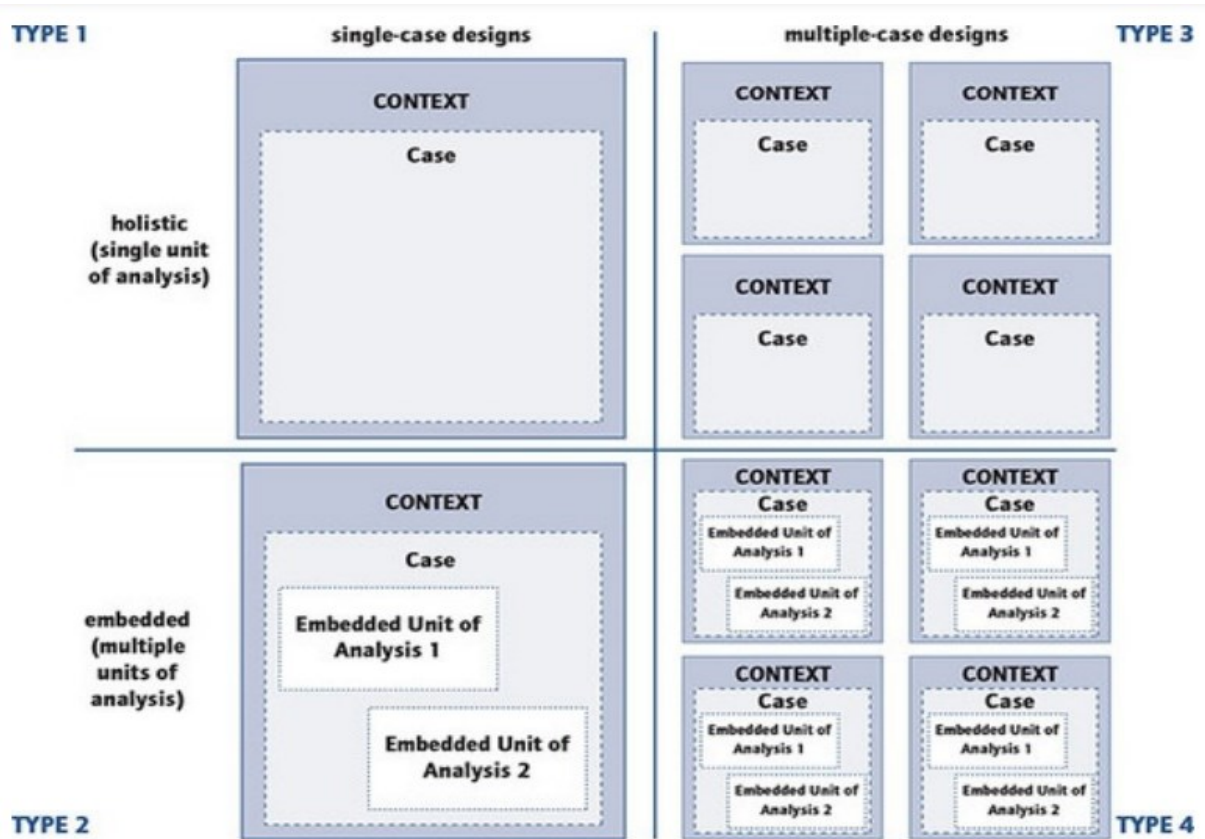 TYPE 1
single-case designs
multiple-case designs
TYPE 3
CONTEXT
Case
holistic
(single unit
of analysis)
CONTEXT
Case
CONTEXT
Case
CONTEXT
Case
CONTEXT
Case
embedded
(multiple
units of
analysis)
CONTEXT
Case
Embedded Unit of
Analysis 1
Embedded Unit of
Analysis 2
CONTEXT
Case
Embedded Unit of
Analysis 1
Embedded Unit of
Analysis 2
CONTEXT
Case
Embedded Unit of
Analysis 1
Embedded Unit of
Analysis 2
CONTEXT
Case
Embedded Unit of
Analysis 1
Embedded Unit of
Analysis 2
CONTEXT
Case
Embedded Unit of
Analysis 1
Embedded Unit of
Analysis 2
TYPE 2
TYPE 4